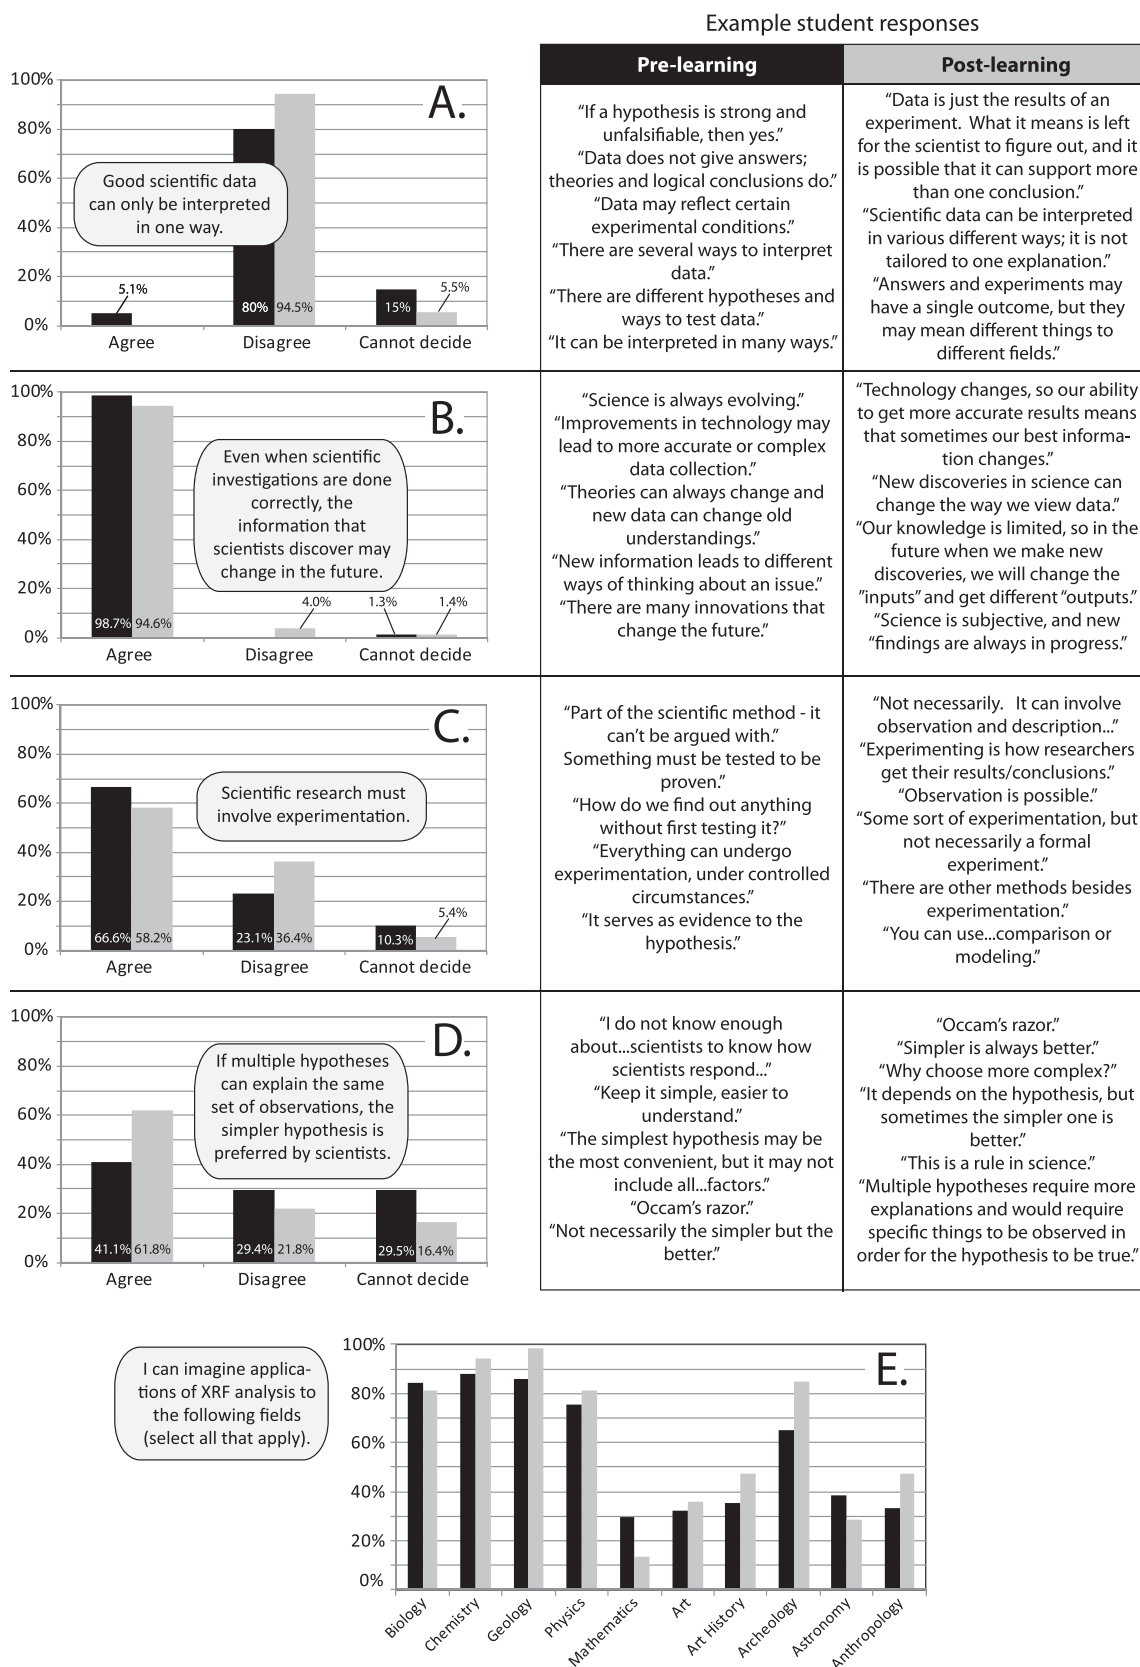 Example student responses
Pre-learning
Post-learning
A.
100%
80%
60%
40%
20%
0%
Good scientific data
can only be interpreted
in one way.
5.1%
80%
94.5%
15%
5.5%
Agree
Disagree
Cannot decide
“If a hypothesis is strong and
unfalsifiable, then yes.”
“Data does not give answers;
theories and logical conclusions do.”
“Data may reflect certain
experimental conditions.”
“There are several ways to interpret
data.”
“There are different hypotheses and
ways to test data.”
“It can be interpreted in many ways.”
“Data is just the results of an
experiment. What it means is left
for the scientist to figure out, and it
is possible that it can support more
than one conclusion.”
“Scientific data can be interpreted
in various different ways; it is not
tailored to one explanation.”
“Answers and experiments may
have a single outcome, but they
may mean different things to
different fields.”
B.
100%
80%
60%
40%
20%
0%
Even when scientific
investigations are done
correctly, the
information that
scientists discover may
change in the future.
98.7%
94.6%
4.0%
1.3%
1.4%
Agree
Disagree
Cannot decide
“Science is always evolving.”
“Improvements in technology may
lead to more accurate or complex
data collection.”
“Theories can always change and
new data can change old
understandings.”
“New information leads to different
ways of thinking about an issue.”
“There are many innovations that
change the future.”
“Technology changes, so our ability
to get more accurate results means
that sometimes our best informa-
tion changes.”
“New discoveries in science can
change the way we view data.”
“Our knowledge is limited, so in the
future when we make new
discoveries, we will change the
”inputs” and get different “outputs.”
“Science is subjective, and new
“findings are always in progress.”
C.
100%
80%
60%
40%
20%
0%
Scientific research must
involve experimentation.
66.6%
58.2%
23.1%
36.4%
10.3%
5.4%
Agree
Disagree
Cannot decide
“Part of the scientific method - it
can’t be argued with.”
Something must be tested to be
proven.”
“How do we find out anything
without first testing it?”
“Everything can undergo
experimentation, under controlled
circumstances.”
“It serves as evidence to the
hypothesis.”
“Not necessarily. It can involve
observation and description...”
“Experimenting is how researchers
get their results/conclusions.”
“Observation is possible.”
“Some sort of experimentation, but
not necessarily a formal
experiment.”
“There are other methods besides
experimentation.”
“You can use...comparison or
modeling.”
D.
100%
80%
60%
40%
20%
0%
If multiple hypotheses
can explain the same
set of observations, the
simpler hypothesis is
preferred by scientists.
41.1%
61.8%
29.4%
21.8%
29.5%
16.4%
Agree
Disagree
Cannot decide
“I do not know enough
about...scientists to know how
scientists respond...”
“Keep it simple, easier to
understand.”
“The simplest hypothesis may be
the most convenient, but it may not
include all...factors.”
“Occam’s razor.”
“Not necessarily the simpler but the
better.”
“Occam’s razor.”
“Simpler is always better.”
“Why choose more complex?”
“It depends on the hypothesis, but
sometimes the simpler one is
better.”
“This is a rule in science.”
“Multiple hypotheses require more
explanations and would require
specific things to be observed in
order for the hypothesis to be true.”
I can imagine applica-
tions of XRF analysis to
the following fields
(select all that apply).
E.
100%
80%
60%
40%
20%
0%
Biology
Chemistry
Geology
Physics
Mathematics
Art
Art History
Archeology
Astronomy
Anthropology